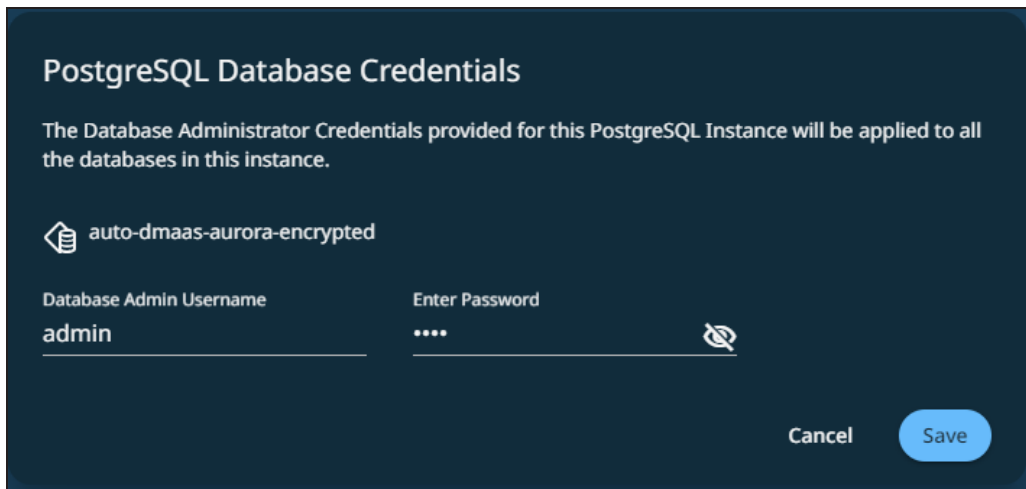 PostgreSQL Database Credentials
The Database Administrator Credentials provided for this PostgreSQL Instance will be applied to all
the databases in this instance.
auto-dmaas-aurora-encrypted
Database Admin Username
Enter Password
admin
••••
Cancel
Save